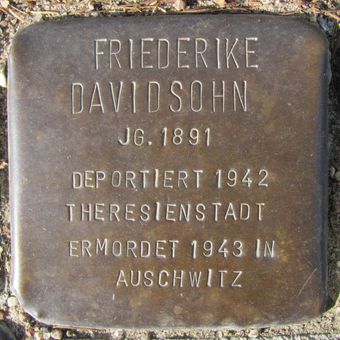 FRIEDERIKE
DAVIDSOHN
JG. 1891
DEPORTIERT 1942
THERESIENSTADT
ERMORDET 1943 IN
AUSCHWITZ